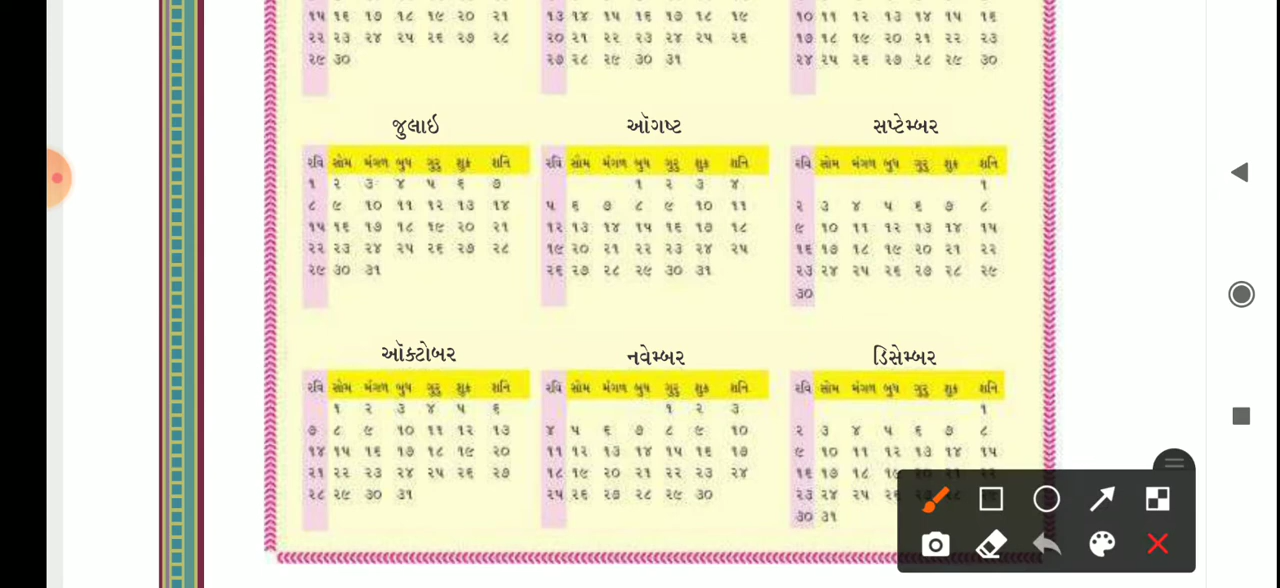 ૧૫ ૧૬ ૧૭ ૧૮ ૧૯ ૨૦ ૨૧
૨૨ ૨૩ ૨૪ ૨૫ ૨૬ ૨૭ ૨૮
૨૯ ૩૦
૧૩ ૧૪ ૧૫ ૧૬ ૧૭ ૧૮ ૧૯
૨૦ ૨૧ ૨૨ ૨૩ ૨૪ ૨૫ ૨૬
૨૭ ૨૮ ૨૯ ૩૦ ૩૧
૧૦ ૧૧ ૧૨ ૧૩ ૧૪ ૧૫ ૧૬
૧૭ ૧૮ ૧૯ ૨૦ ૨૧ ૨૨ ૨૩
૨૪ ૨૫ ૨૬ ૨૭ ૨૮ ૨૯ ૩૦
જુલાઇ
રવિ સોમ મંગળ બુધ ગુરુ શુક્ર શનિ
૧ ૨ ૩ ૪ ૫ ૬ ૭
૮ ૯ ૧૦ ૧૧ ૧૨ ૧૩ ૧૪
૧૫ ૧૬ ૧૭ ૧૮ ૧૯ ૨૦ ૨૧
૨૨ ૨૩ ૨૪ ૨૫ ૨૬ ૨૭ ૨૮
૨૯ ૩૦ ૩૧
ઑગષ્ટ
રવિ સોમ મંગળ બુધ ગુરુ શુક્ર શનિ
૧ ૨ ૩ ૪
૫ ૬ ૭ ૮ ૯ ૧૦ ૧૧
૧૨ ૧૩ ૧૪ ૧૫ ૧૬ ૧૭ ૧૮
૧૯ ૨૦ ૨૧ ૨૨ ૨૩ ૨૪ ૨૫
૨૬ ૨૭ ૨૮ ૨૯ ૩૦ ૩૧
સપ્ટેમ્બર
રવિ સોમ મંગળ બુધ ગુરુ શુક્ર શનિ
૧
૨ ૩ ૪ ૫ ૬ ૭ ૮
૯ ૧૦ ૧૧ ૧૨ ૧૩ ૧૪ ૧૫
૧૬ ૧૭ ૧૮ ૧૯ ૨૦ ૨૧ ૨૨
૨૩ ૨૪ ૨૫ ૨૬ ૨૭ ૨૮ ૨૯
૩૦
ઑક્ટોબર
રવિ સોમ મંગળ બુધ ગુરુ શુક્ર શનિ
૧ ૨ ૩ ૪ ૫ ૬
૭ ૮ ૯ ૧૦ ૧૧ ૧૨ ૧૩
૧૪ ૧૫ ૧૬ ૧૭ ૧૮ ૧૯ ૨૦
૨૧ ૨૨ ૨૩ ૨૪ ૨૫ ૨૬ ૨૭
૨૮ ૨૯ ૩૦ ૩૧
નવેમ્બર
રવિ સોમ મંગળ બુધ ગુરુ શુક્ર શનિ
૧ ૨ ૩
૪ ૫ ૬ ૭ ૮ ૯ ૧૦
૧૧ ૧૨ ૧૩ ૧૪ ૧૫ ૧૬ ૧૭
૧૮ ૧૯ ૨૦ ૨૧ ૨૨ ૨૩ ૨૪
૨૫ ૨૬ ૨૭ ૨૮ ૨૯ ૩૦
ડિસેમ્બર
રવિ સોમ મંગળ બુધ ગુરુ શુક્ર શનિ
૧
૨ ૩ ૪ ૫ ૬ ૭ ૮
૯ ૧૦ ૧૧ ૧૨ ૧૩ ૧૪ ૧૫
૧૬ ૧૭ ૧૮ ૧૯ ૨૦ ૨૧ ૨૨
૨૩ ૨૪ ૨૫
૩૦ ૩૧